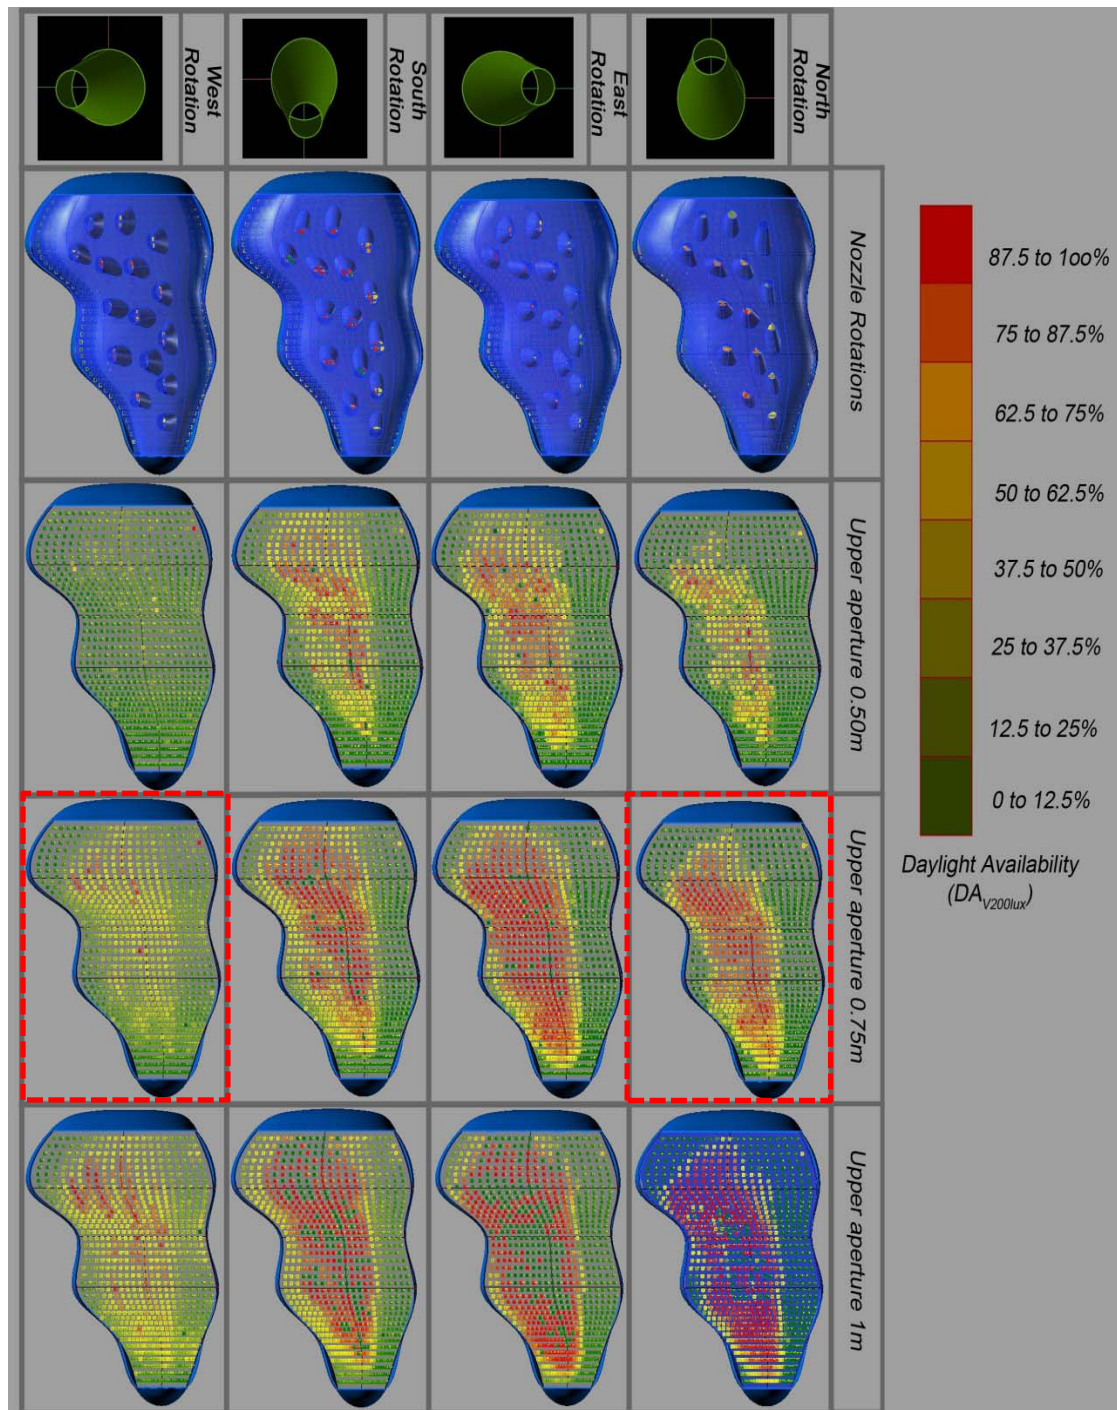 West
Rotation
South
Rotation
East
Rotation
North
Rotation
Nozzle Rotations
Upper aperture 0.50m
Upper aperture 0.75m
Upper aperture 1m
87.5 to 1oo%
75 to 87.5%
62.5 to 75%
50 to 62.5%
37.5 to 50%
25 to 37.5%
12.5 to 25%
0 to 12.5%
Daylight Availability
(DAV200lux)